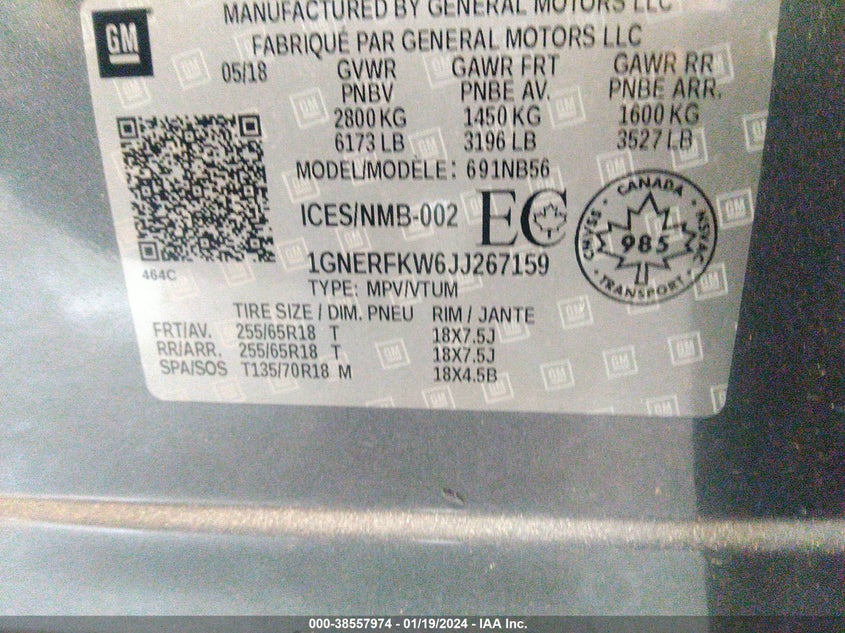 MANUFACTURED BY GENERAL MOTORS LLC
GM
FABRIQUÉ PAR GENERAL MOTORS LLC
05/18 GVWR GAWR FRT GAWR RR
PNBV PNBE AV. PNBE ARR.
2800 KG 1450 KG 1600 KG
6173 LB 3196 LB 3527 LB
MODEL/MODÈLE: 691NB56
ICES/NMB-002 EC
CANADA
985
TRANSPORT
NSVAC
SNVAC
464C
1GNERFKW6JJ267159
TYPE: MPV/VTUM
TIRE SIZE / DIM. PNEU RIM / JANTE
FRT/AV. 255/65R18 T 18X7.5J
RR/ARR. 255/65R18 T 18X7.5J
SPA/SOS T135/70R18 M 18X4.5B
000-38557974 - 01/19/2024 - IAA Inc.